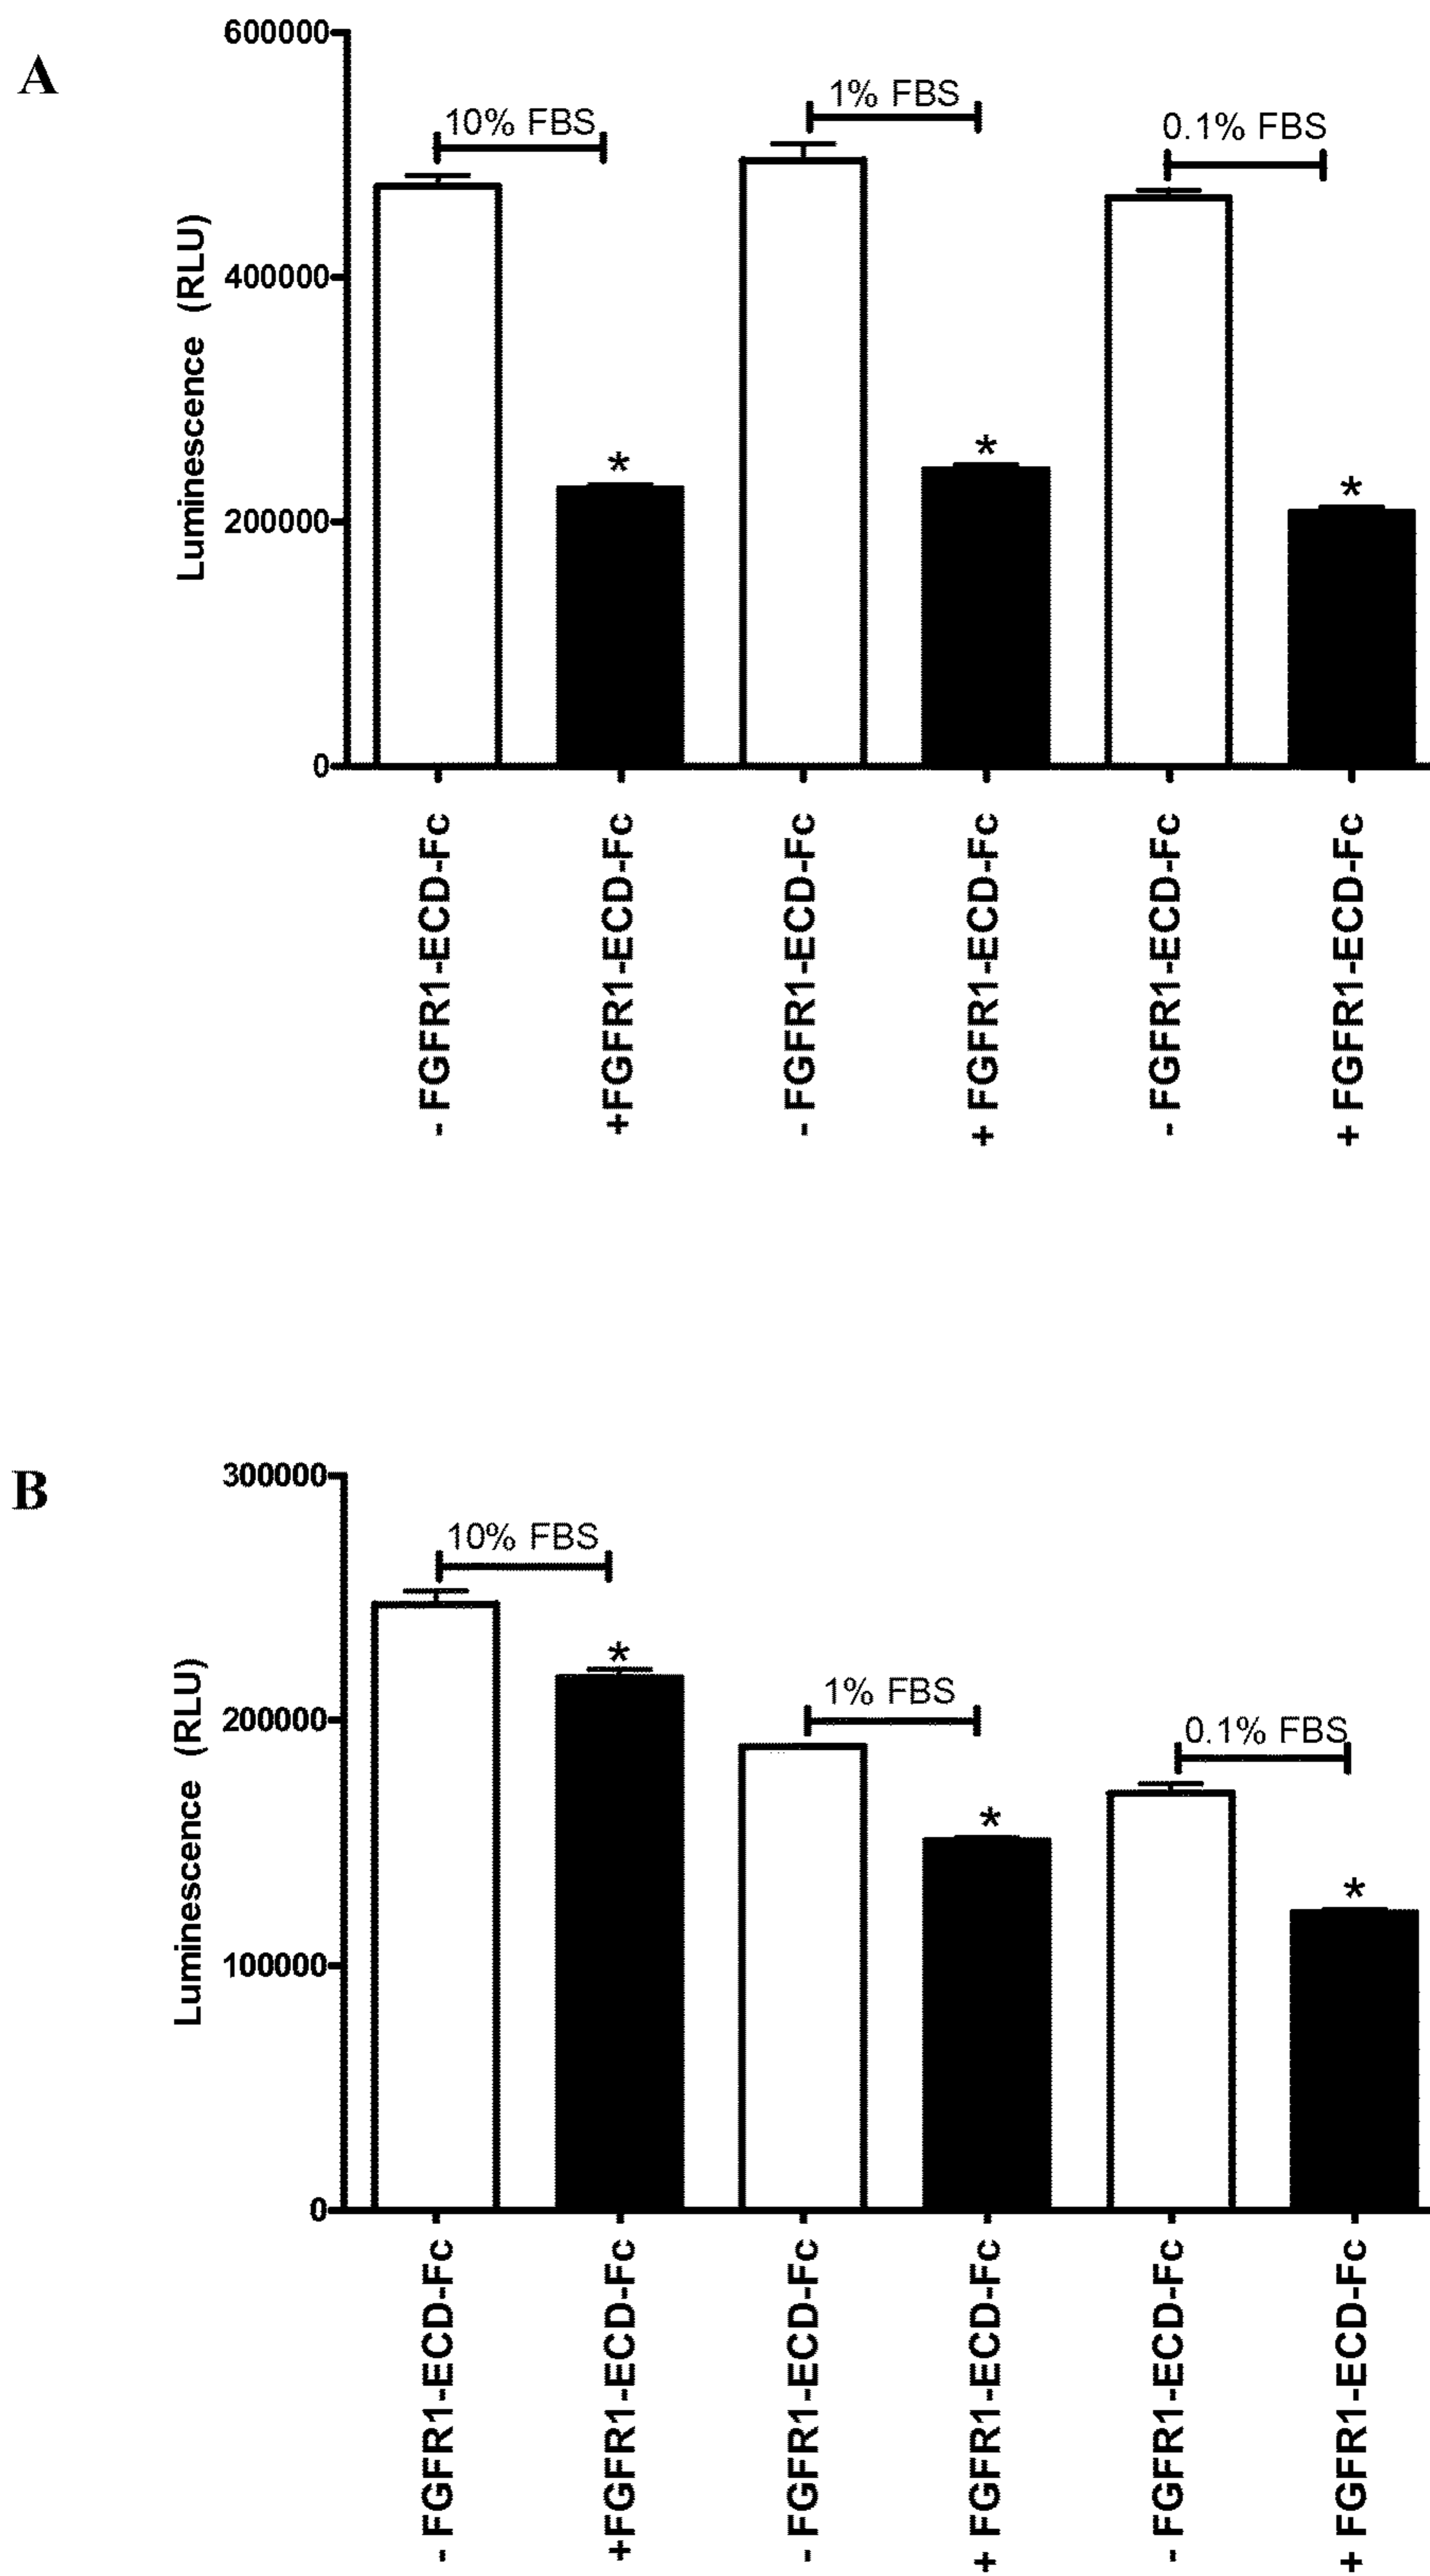 A
600000
400000
200000
0
Luminescence (RLU)
10% FBS
1% FBS
0.1% FBS
*
*
*
- FGFR1-ECD-Fc
+FGFR1-ECD-Fc
- FGFR1-ECD-Fc
+ FGFR1-ECD-Fc
- FGFR1-ECD-Fc
+ FGFR1-ECD-Fc
B
300000
200000
100000
0
Luminescence (RLU)
10% FBS
1% FBS
0.1% FBS
*
*
*
- FGFR1-ECD-Fc
+FGFR1-ECD-Fc
- FGFR1-ECD-Fc
+ FGFR1-ECD-Fc
- FGFR1-ECD-Fc
+ FGFR1-ECD-Fc